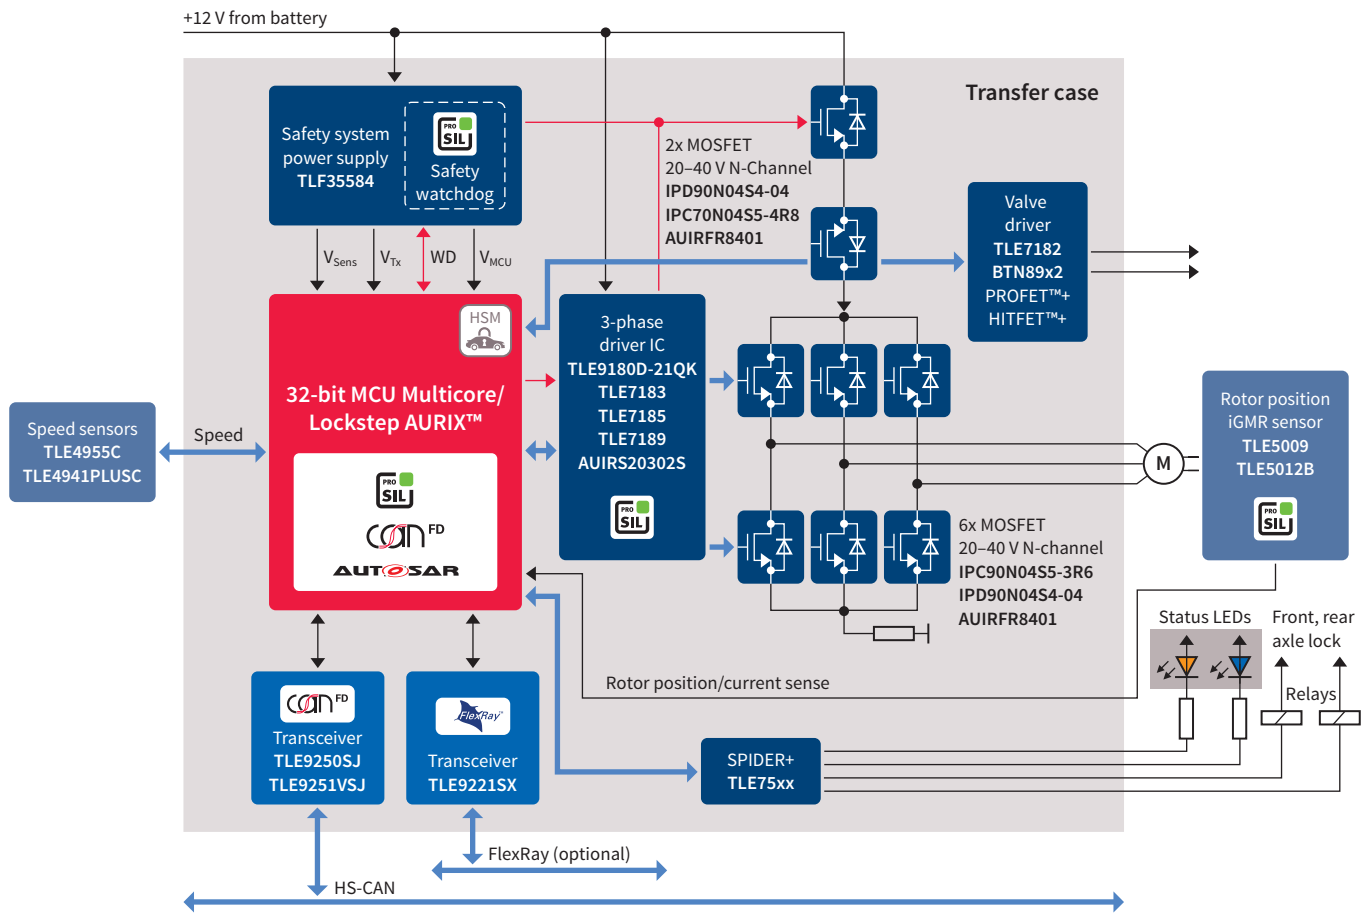 +12 V from battery
Transfer case
Safety system
power supply
TLF35584
PRO
SIL
Safety
watchdog
2x MOSFET
20–40 V N-Channel
IPD90N04S4-04
IPC70N04S5-4R8
AUIRFR8401
Valve
driver
TLE7182
BTN89x2
PROFET™+
HITFET™+
VSens
VTx
WD
VMCU
HSM
32-bit MCU Multicore/
Lockstep AURIX™
PRO
SIL
CAN FD
AUTOSAR
3-phase
driver IC
TLE9180D-21QK
TLE7183
TLE7185
TLE7189
AUIRS20302S
PRO
SIL
Speed sensors
TLE4955C
TLE4941PLUSC
Speed
M
Rotor position
iGMR sensor
TLE5009
TLE5012B
PRO
SIL
6x MOSFET
20–40 V N-channel
IPC90N04S5-3R6
IPD90N04S4-04
AUIRFR8401
Status LEDs
Front, rear
axle lock
Relays
Rotor position/current sense
CAN FD
Transceiver
TLE9250SJ
TLE9251VSJ
FlexRay™
Transceiver
TLE9221SX
SPIDER+
TLE75xx
FlexRay (optional)
HS-CAN